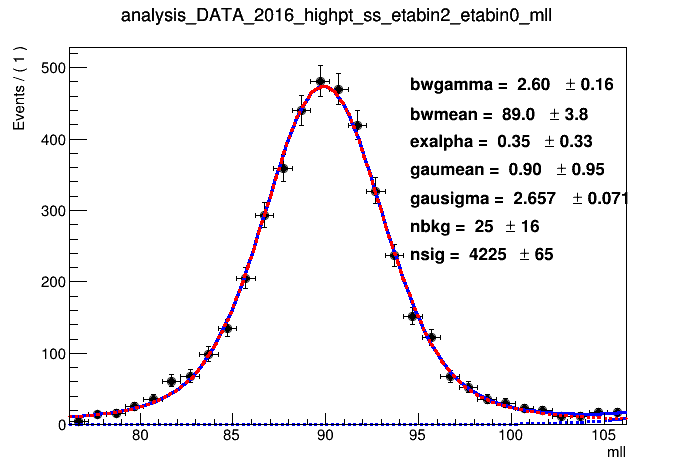 analysis_DATA_2016_highpt_ss_etabin2_etabin0_mll
Events / ( 1 )
500
400
300
200
100
0
bwgamma = 2.60 ± 0.16
bwmean = 89.0 ± 3.8
exalpha = 0.35 ± 0.33
gaumean = 0.90 ± 0.95
gausigma = 2.657 ± 0.071
nbkg = 25 ± 16
nsig = 4225 ± 65
80 85 90 95 100 105
mll